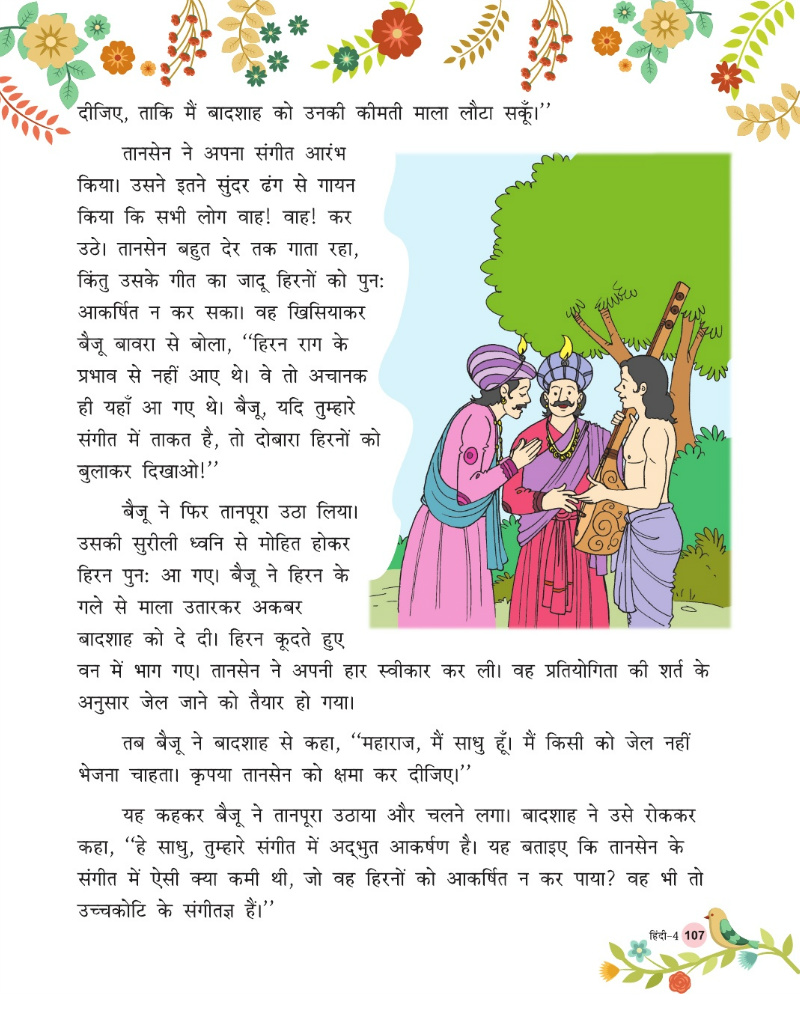 दीजिए, ताकि मैं बादशाह को उनकी कीमती माला लौटा सकूँ।’’
तानसेन ने अपना संगीत आरंभ
किया। उसने इतने सुंदर ढंग से गायन
किया कि सभी लोग वाह! वाह! कर
उठे। तानसेन बहुत देर तक गाता रहा,
किंतु उसके गीत का जादू हिरनों को पुन:
आकर्षित न कर सका। वह खिसियाकर
बैजू बावरा से बोला, ‘‘हिरन राग के
प्रभाव से नहीं आए थे। वे तो अचानक
ही यहाँ आ गए थे। बैजू, यदि तुम्हारे
संगीत में ताकत है, तो दोबारा हिरनों को
बुलाकर दिखाओ!’’
बैजू ने फिर तानपूरा उठा लिया।
उसकी सुरीली ध्वनि से मोहित होकर
हिरन पुन: आ गए। बैजू ने हिरन के
गले से माला उतारकर अकबर
बादशाह को दे दी। हिरन कूदते हुए
वन में भाग गए। तानसेन ने अपनी हार स्वीकार कर ली। वह प्रतियोगिता की शर्त के
अनुसार जेल जाने को तैयार हो गया।
तब बैजू ने बादशाह से कहा, ‘‘महाराज, मैं साधु हूँ। मैं किसी को जेल नहीं
भेजना चाहता। कृपया तानसेन को क्षमा कर दीजिए।’’
यह कहकर बैजू ने तानपूरा उठाया और चलने लगा। बादशाह ने उसे रोककर
कहा, ‘‘हे साधु, तुम्हारे संगीत में अद्‌भुत आकर्षण है। यह बताइए कि तानसेन के
संगीत में ऐसी क्या कमी थी, जो वह हिरनों को आकर्षित न कर पाया? वह भी तो
उच्चकोटि के संगीतज्ञ हैं।’’
हिंदी-4 107